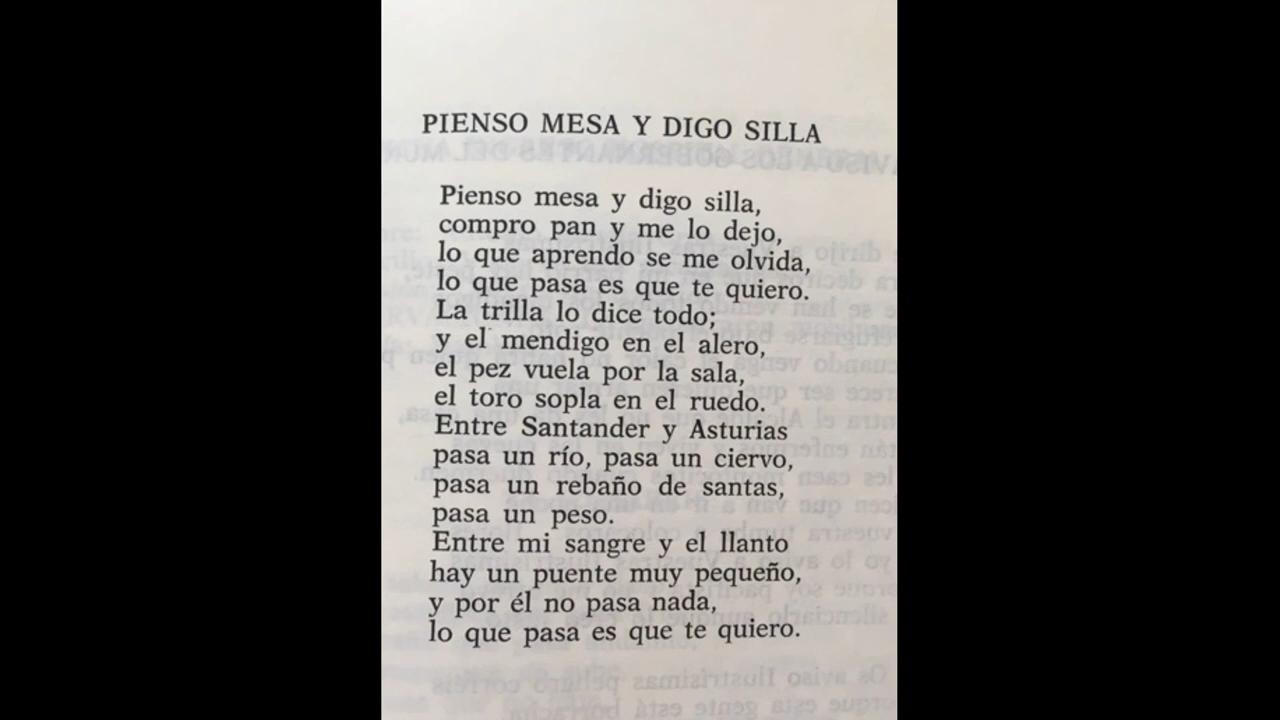 PIENSO MESA Y DIGO SILLA
Pienso mesa y digo silla,
compro pan y me lo dejo,
lo que aprendo se me olvida,
lo que pasa es que te quiero.
La trilla lo dice todo;
y el mendigo en el alero,
el pez vuela por la sala,
el toro sopla en el ruedo.
Entre Santander y Asturias
pasa un río, pasa un ciervo,
pasa un rebaño de santas,
pasa un peso.
Entre mi sangre y el llanto
hay un puente muy pequeño,
y por él no pasa nada,
lo que pasa es que te quiero.